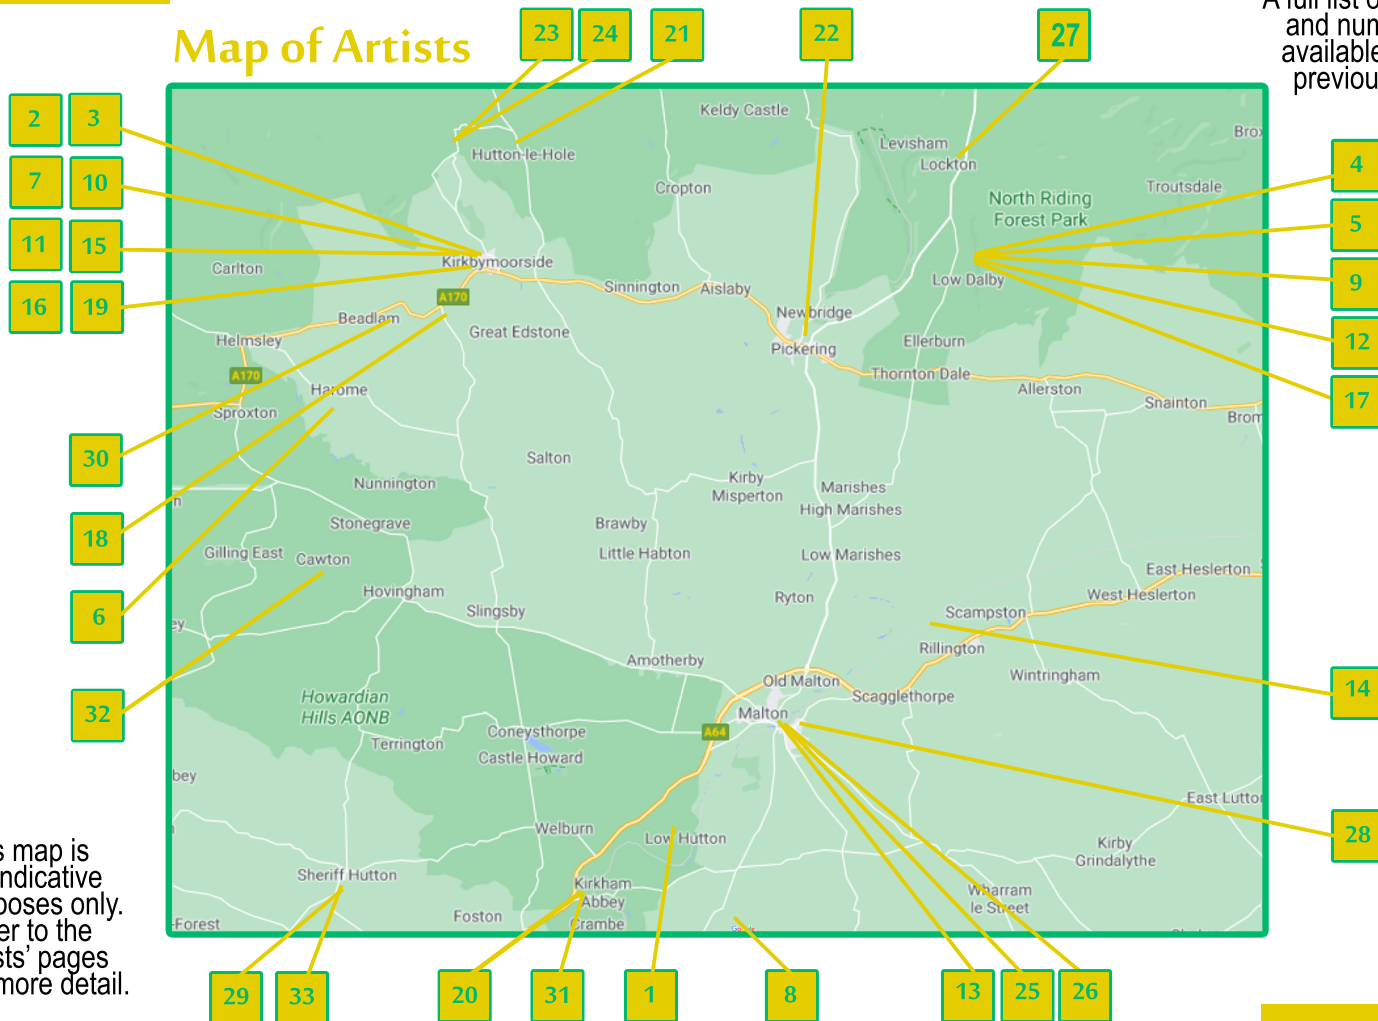 A full list o
and num
available
previou
23
24
21
22
27
Map of Artists
2
3
7
10
11
15
16
19
30
18
6
32
4
5
9
12
17
14
28
Keldy Castle
Hutton-le-Hole
Levisham
Lockton
Cropton
Troutsdale
North Riding
Forest Park
Carlton
Kirkbymoorside
Sinnington
Aislaby
Low Dalby
A170
Beadlam
Great Edstone
Newbridge
Helmsley
Pickering
Ellerburn
A170
Harome
Thornton Dale
Allerston
Sproxton
Snainton
Brom
Salton
Nunnington
Kirby
Misperton
Marishes
High Marishes
Stonegrave
Brawby
Gilling East
Cawton
Little Habton
Low Marishes
East Heslerton
Hovingham
Slingsby
Ryton
West Heslerton
Scampston
ey
Rillington
Amotherby
Old Malton
Wintringham
Howardian
Hills AONB
Scagglethorpe
Malton
Terrington
Coneysthorpe
A64
Castle Howard
bey
East Lutto
Welburn
Low Hutton
Kirby
Grindalythe
Sheriff Hutton
Kirkham
Abbey
Wharram
le Street
-Forest
Foston
Crambe
s map is
ndicative
poses only.
er to the
sts' pages
more detail.
29
33
20
31
1
8
13
25
26